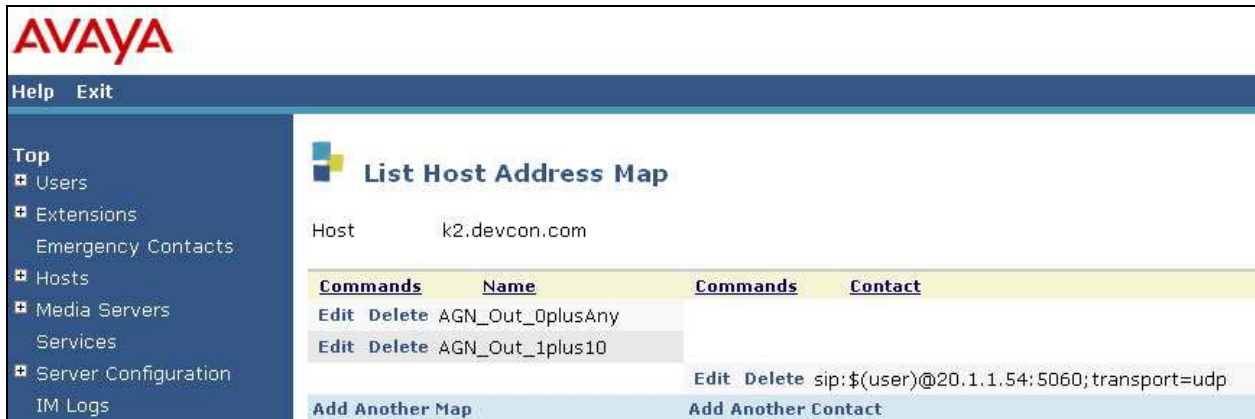 AVAYA
Help Exit
Top
Users
Extensions
Emergency Contacts
Hosts
Media Servers
Services
Server Configuration
IM Logs
List Host Address Map
Host k2.devcon.com
Commands Name Commands Contact
Edit Delete AGN_Out_0plusAny
Edit Delete AGN_Out_1plus10
Edit Delete sip:$(user)@20.1.1.54:5060;transport=udp
Add Another Map Add Another Contact